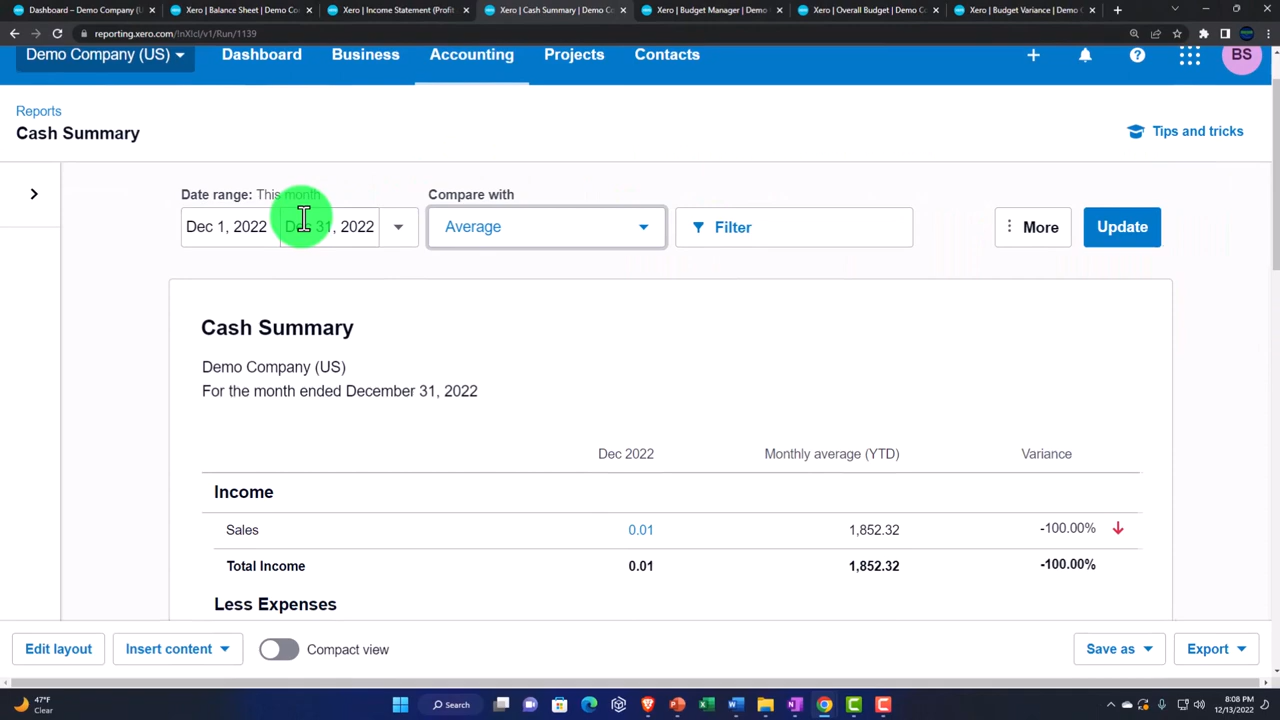 Xero | Dashboard – Demo Company (
Xero | Balance Sheet | Demo Co
Xero | Income Statement (Profit
Xero | Cash Summary | Demo Co
Xero | Budget Manager | Demo
Xero | Overall Budget | Demo C
Xero | Budget Variance | Demo C
reporting.xero.com/!nX!cl/v1/Run/1139
Demo Company (US)
Dashboard
Business
Accounting
Projects
Contacts
BS
Reports
Cash Summary
Tips and tricks
Date range: This month
Compare with
Dec 1, 2022
Dec 31, 2022
Average
Filter
More
Update
Cash Summary
Demo Company (US)
For the month ended December 31, 2022
Dec 2022 Monthly average (YTD) Variance
Income
Sales 0.01 1,852.32 -100.00%
Total Income 0.01 1,852.32 -100.00%
Less Expenses
Edit layout
Insert content
Compact view
Save as
Export
47°F
Clear
Search
8:08 PM
12/13/2022